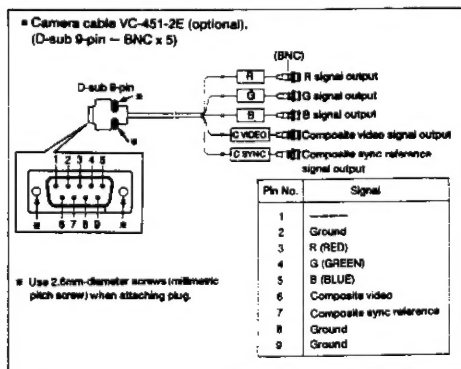 * Camera cable VC-451-2E (optional).
(D-sub 9-pin — BNC x 5)
(BNC)
D-sub 9-pin
*
*
R R signal output
G G signal output
B B signal output
C VIDEO Composite video signal output
C SYNC Composite sync reference
signal output
1 2 3 4 5
6 7 8 9
* *
* Use 2.6mm-diameter screws (millimetric
pitch screw) when attaching plug.
Pin No. Signal
1 ———
2 Ground
3 R (RED)
4 G (GREEN)
5 B (BLUE)
6 Composite video
7 Composite sync reference
8 Ground
9 Ground